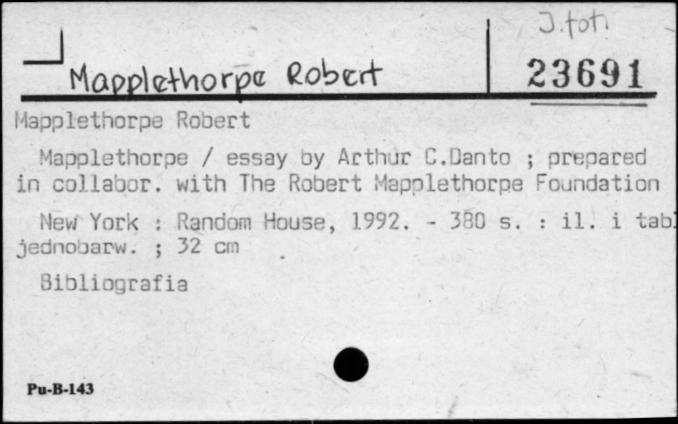 J.fot.
Mapplethorpe Robert
23691
Mapplethorpe Robert
Mapplethorpe / essay by Arthur C.Danto ; prepared
in collabor. with The Robert Mapplethorpe Foundation
New York : Random House, 1992. - 380 s. : il. i tabl
jednobarw. ; 32 cm
Bibliografia
Pu-B-143